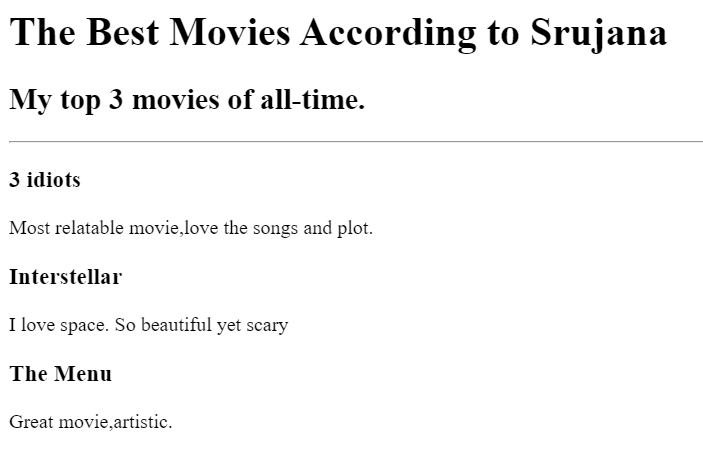 The Best Movies According to Srujana
My top 3 movies of all-time.
3 idiots
Most relatable movie,love the songs and plot.
Interstellar
I love space. So beautiful yet scary
The Menu
Great movie,artistic.